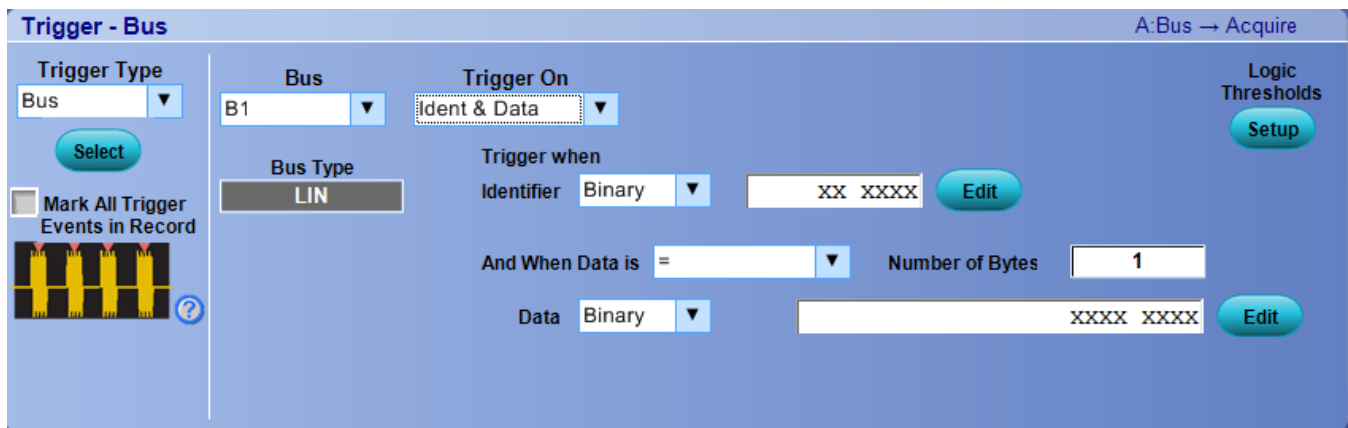 Trigger - Bus
A:Bus → Acquire
Trigger Type
Bus
Select
Mark All Trigger
Events in Record
?
Bus
B1
Bus Type
LIN
Trigger On
Ident & Data
Trigger when
Identifier Binary XX XXXX Edit
And When Data is = Number of Bytes 1
Data Binary XXXX XXXX Edit
Logic
Thresholds
Setup